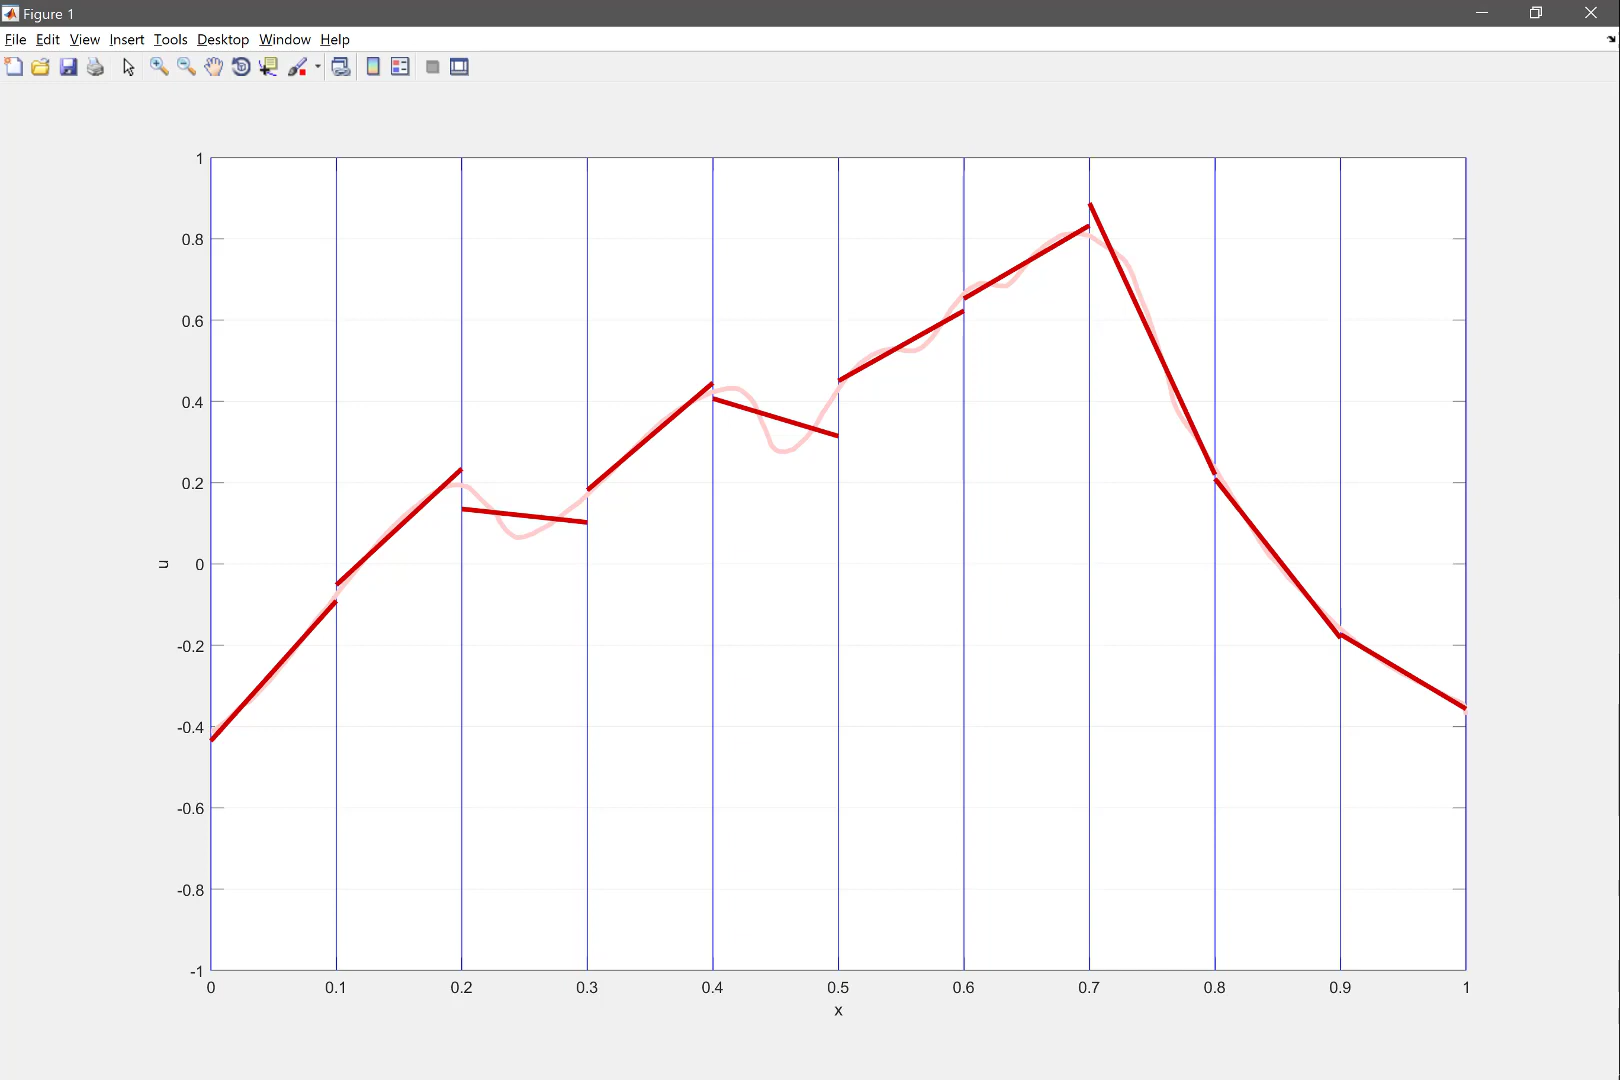 Figure 1
File Edit View Insert Tools Desktop Window Help
1
0.8
0.6
0.4
0.2
0
-0.2
-0.4
-0.6
-0.8
-1
u
0 0.1 0.2 0.3 0.4 0.5 0.6 0.7 0.8 0.9 1
x